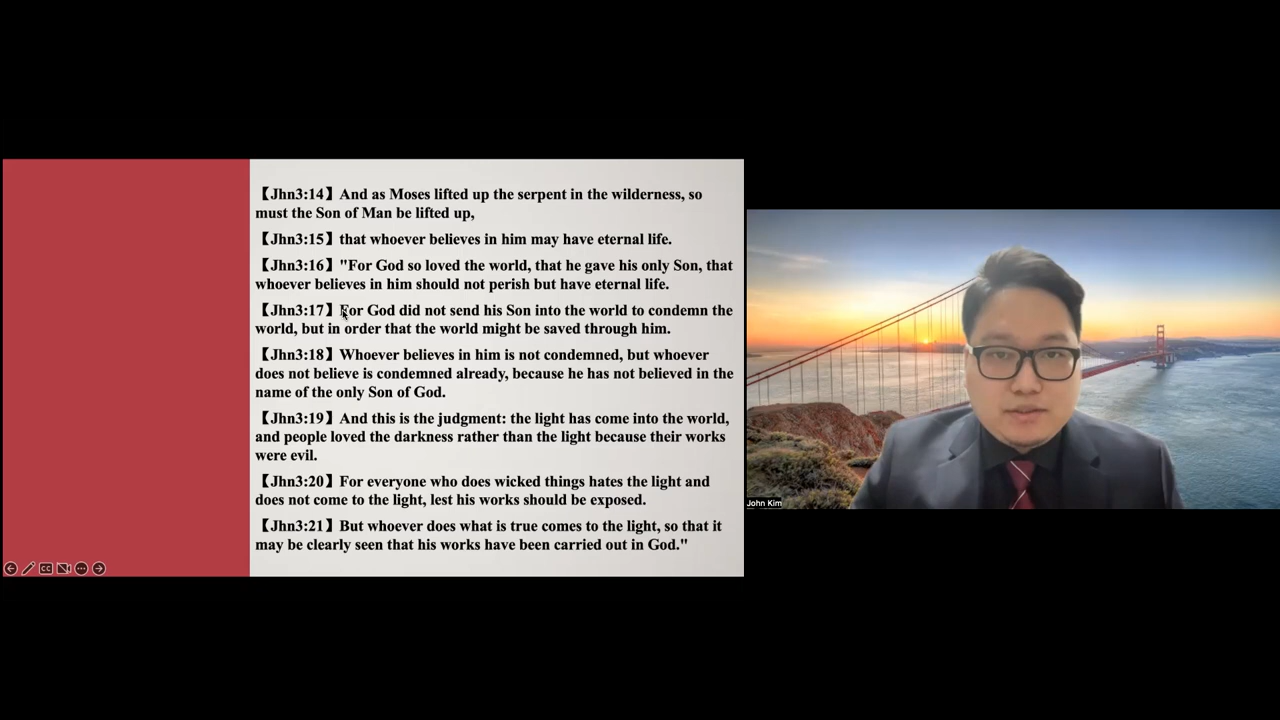 【Jhn3:14】And as Moses lifted up the serpent in the wilderness, so
must the Son of Man be lifted up,
【Jhn3:15】that whoever believes in him may have eternal life.
【Jhn3:16】"For God so loved the world, that he gave his only Son, that
whoever believes in him should not perish but have eternal life.
【Jhn3:17】For God did not send his Son into the world to condemn the
world, but in order that the world might be saved through him.
【Jhn3:18】Whoever believes in him is not condemned, but whoever
does not believe is condemned already, because he has not believed in the
name of the only Son of God.
【Jhn3:19】And this is the judgment: the light has come into the world,
and people loved the darkness rather than the light because their works
were evil.
【Jhn3:20】For everyone who does wicked things hates the light and
does not come to the light, lest his works should be exposed.
【Jhn3:21】But whoever does what is true comes to the light, so that it
may be clearly seen that his works have been carried out in God."
CC
John Kim